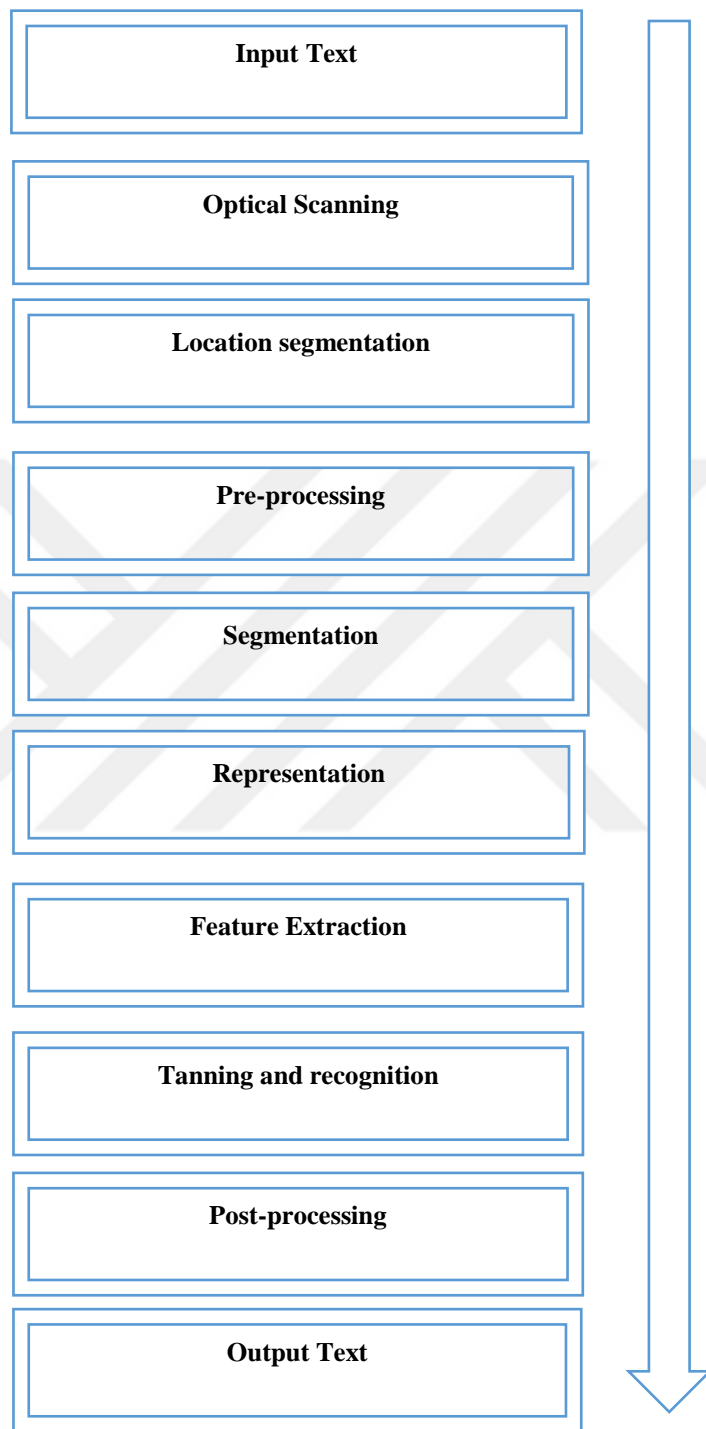 Input Text
Optical Scanning
Location segmentation
Pre-processing
Segmentation
Representation
Feature Extraction
Tanning and recognition
Post-processing
Output Text